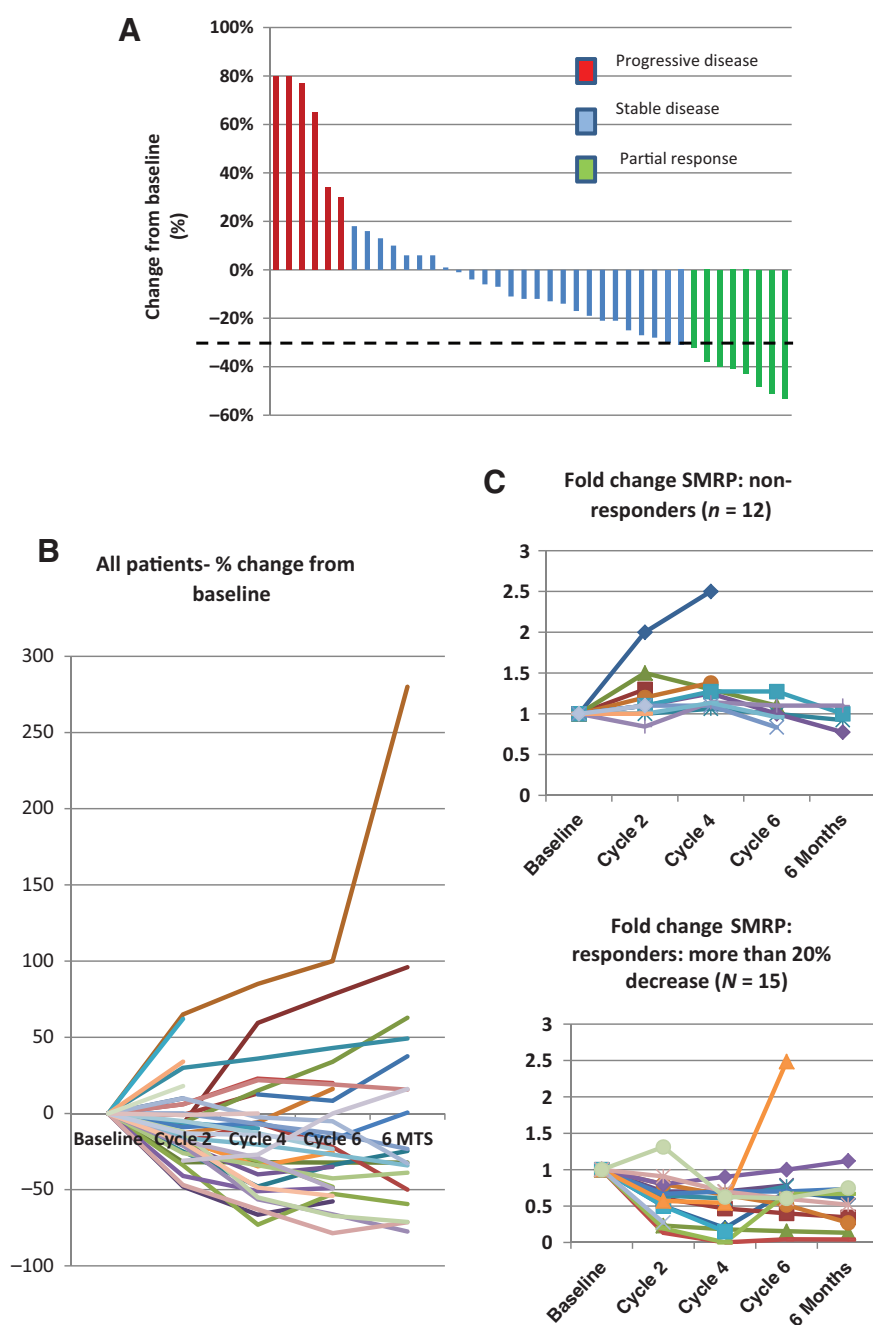 A
100%
80%
60%
40%
20%
0%
–20%
–40%
–60%
Change from baseline
(%)
Progressive disease
Stable disease
Partial response
B
All patients- % change from
baseline
300
250
200
150
100
50
0
–50
–100
Baseline Cycle 2 Cycle 4 Cycle 6 6 MTS
C
Fold change SMRP: non-
responders (n = 12)
3
2.5
2
1.5
1
0.5
0
Baseline
Cycle 2
Cycle 4
Cycle 6
6 Months
Fold change SMRP:
responders: more than 20%
decrease (N = 15)
3
2.5
2
1.5
1
0.5
0
Baseline
Cycle 2
Cycle 4
Cycle 6
6 Months